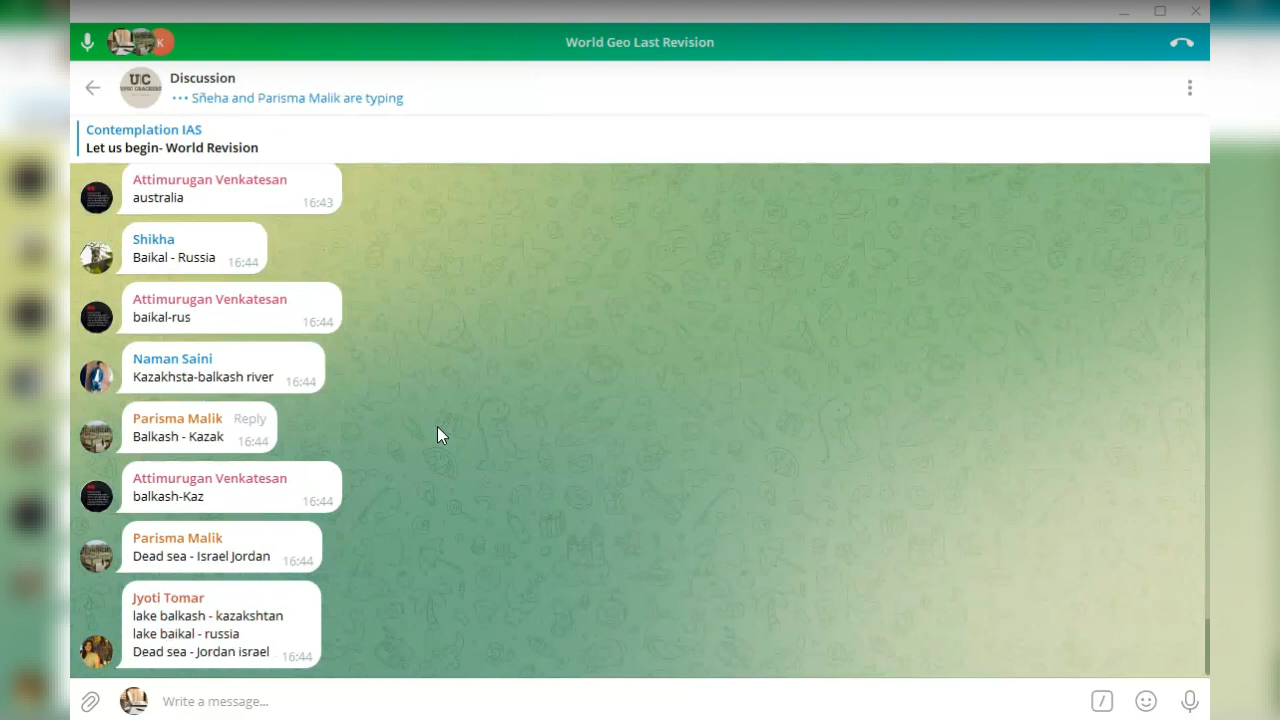 K
World Geo Last Revision
UC
UPSC CRACKERS
Discussion
Sñeha and Parisma Malik are typing
Contemplation IAS
Let us begin- World Revision
Attimurugan Venkatesan
australia
16:43
Shikha
Baikal - Russia
16:44
Attimurugan Venkatesan
baikal-rus
16:44
Naman Saini
Kazakhsta-balkash river
16:44
Parisma Malik Reply
Balkash - Kazak
16:44
Attimurugan Venkatesan
balkash-Kaz
16:44
Parisma Malik
Dead sea - Israel Jordan
16:44
Jyoti Tomar
lake balkash - kazakshtan
lake baikal - russia
Dead sea - Jordan israel
16:44
Write a message...